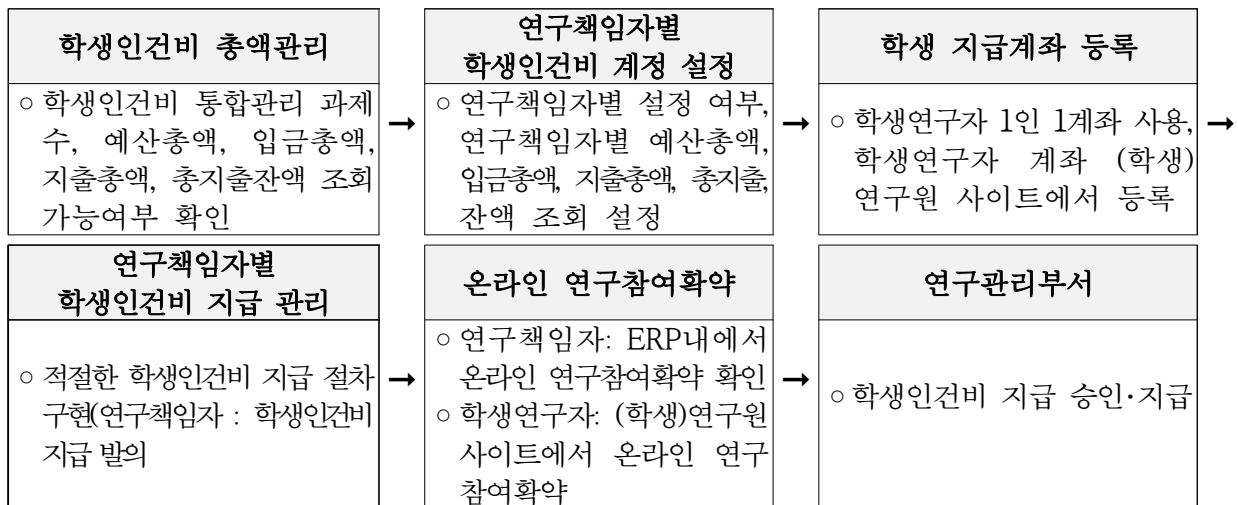 학생인건비 총액관리
○ 학생인건비 통합관리 과제
수, 예산총액, 입금총액,
지출총액, 총지출잔액 조회
가능여부 확인
→
연구책임자별
학생인건비 계정 설정
○ 연구책임자별 설정 여부,
연구책임자별 예산총액,
입금총액, 지출총액, 총지출,
잔액 조회 설정
→
학생 지급계좌 등록
○ 학생연구자 1인 1계좌 사용,
학생연구자 계좌 (학생)
연구원 사이트에서 등록
→
연구책임자별
학생인건비 지급 관리
○ 적절한 학생인건비 지급 절차
구현(연구책임자 : 학생인건비
지급 발의
→
온라인 연구참여확약
○ 연구책임자: ERP내에서
온라인 연구참여확약 확인
○ 학생연구자: (학생)연구원
사이트에서 온라인 연구
참여확약
→
연구관리부서
○ 학생인건비 지급 승인·지급